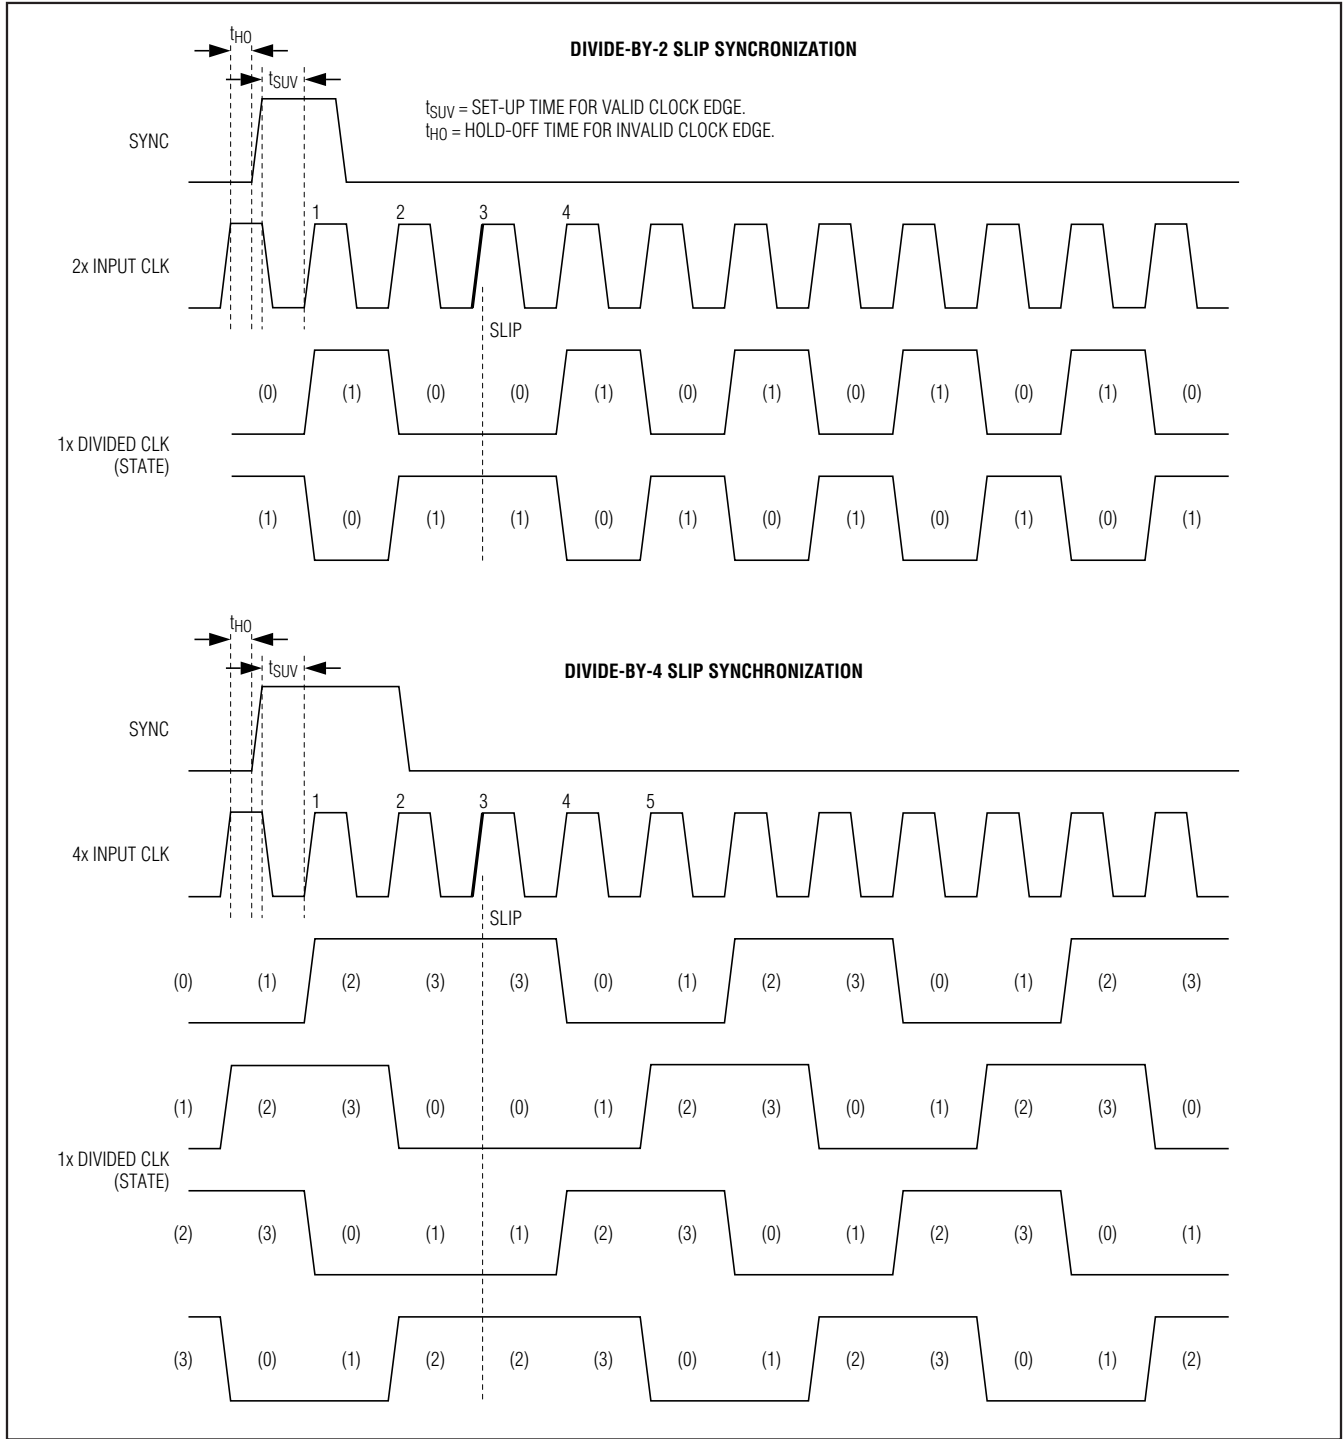 tHO
DIVIDE-BY-2 SLIP SYNCRONIZATION
tSUV
tSUV = SET-UP TIME FOR VALID CLOCK EDGE.
tHO = HOLD-OFF TIME FOR INVALID CLOCK EDGE.
SYNC
1 2 3 4
2x INPUT CLK
SLIP
(0) (1) (0) (0) (1) (0) (1) (0) (1) (0) (1) (0)
1x DIVIDED CLK
(STATE)
(1) (0) (1) (1) (0) (1) (0) (1) (0) (1) (0) (1)
tHO
tSUV
DIVIDE-BY-4 SLIP SYNCHRONIZATION
SYNC
1 2 3 4 5
4x INPUT CLK
SLIP
(0) (1) (2) (3) (3) (0) (1) (2) (3) (0) (1) (2) (3)
(1) (2) (3) (0) (0) (1) (2) (3) (0) (1) (2) (3) (0)
1x DIVIDED CLK
(STATE)
(2) (3) (0) (1) (1) (2) (3) (0) (1) (2) (3) (0) (1)
(3) (0) (1) (2) (2) (3) (0) (1) (2) (3) (0) (1) (2)